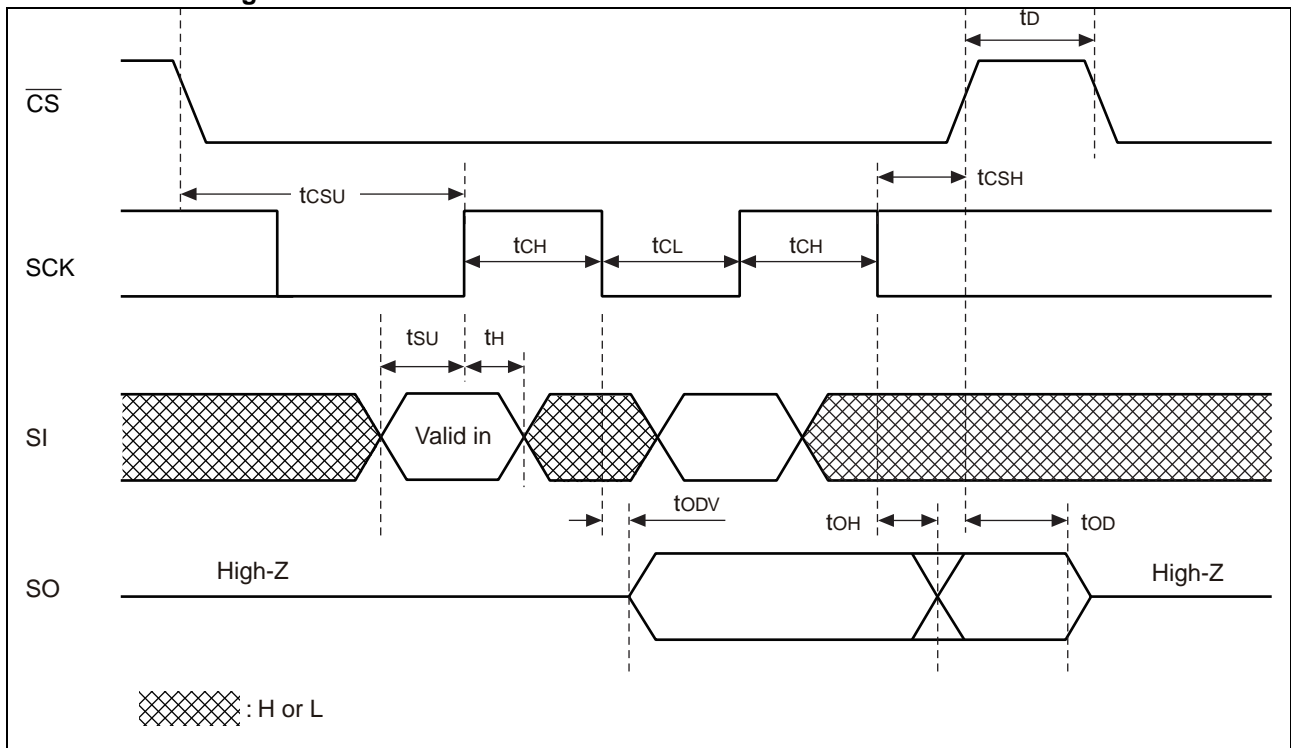 tD
CS
tCSU
tCSH
SCK
tCH
tCL
tCH
tSU
tH
SI
Valid in
tODV
tOH
tOD
SO
High-Z
High-Z
: H or L